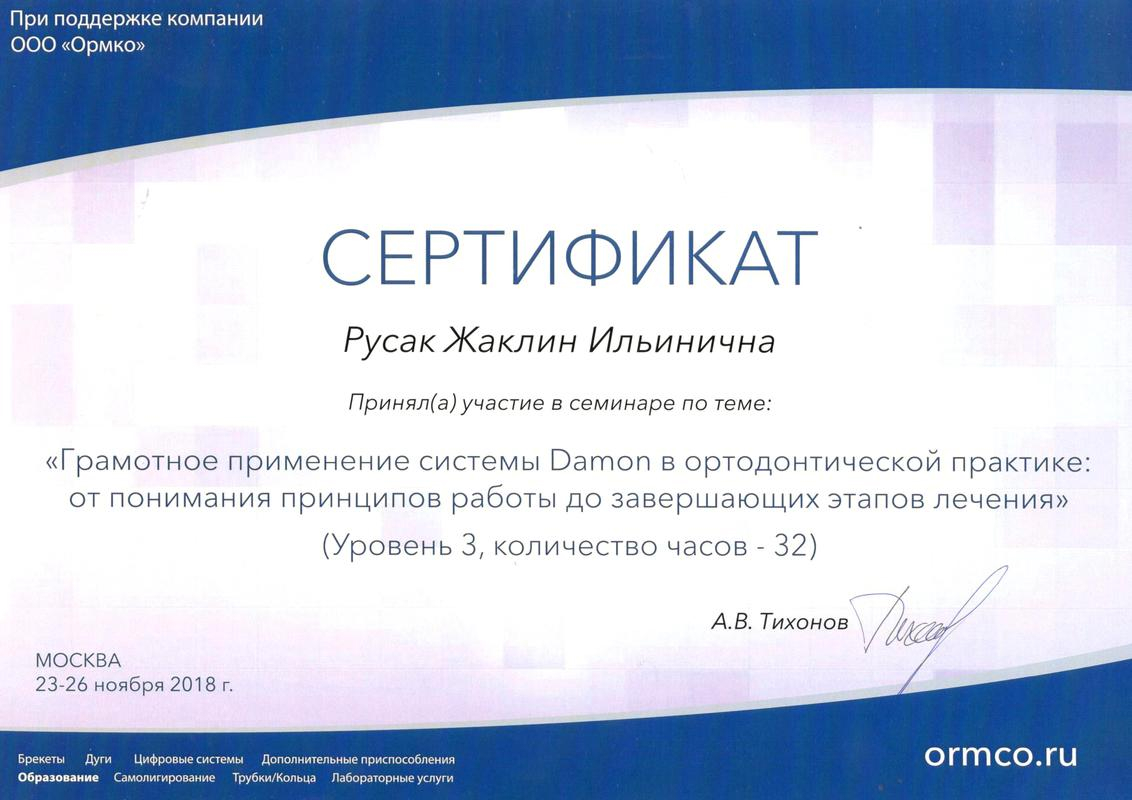 При поддержке компании
ООО «Ормко»
СЕРТИФИКАТ
Русак Жаклин Ильинична
Принял(а) участие в семинаре по теме:
«Грамотное применение системы Damon в ортодонтической практике:
от понимания принципов работы до завершающих этапов лечения»
(Уровень 3, количество часов - 32)
А.В. Тихонов
МОСКВА
23-26 ноября 2018 г.
Брекеты Дуги Цифровые системы Дополнительные приспособления
Образование Самолигирование Трубки/Кольца Лабораторные услуги
ormco.ru